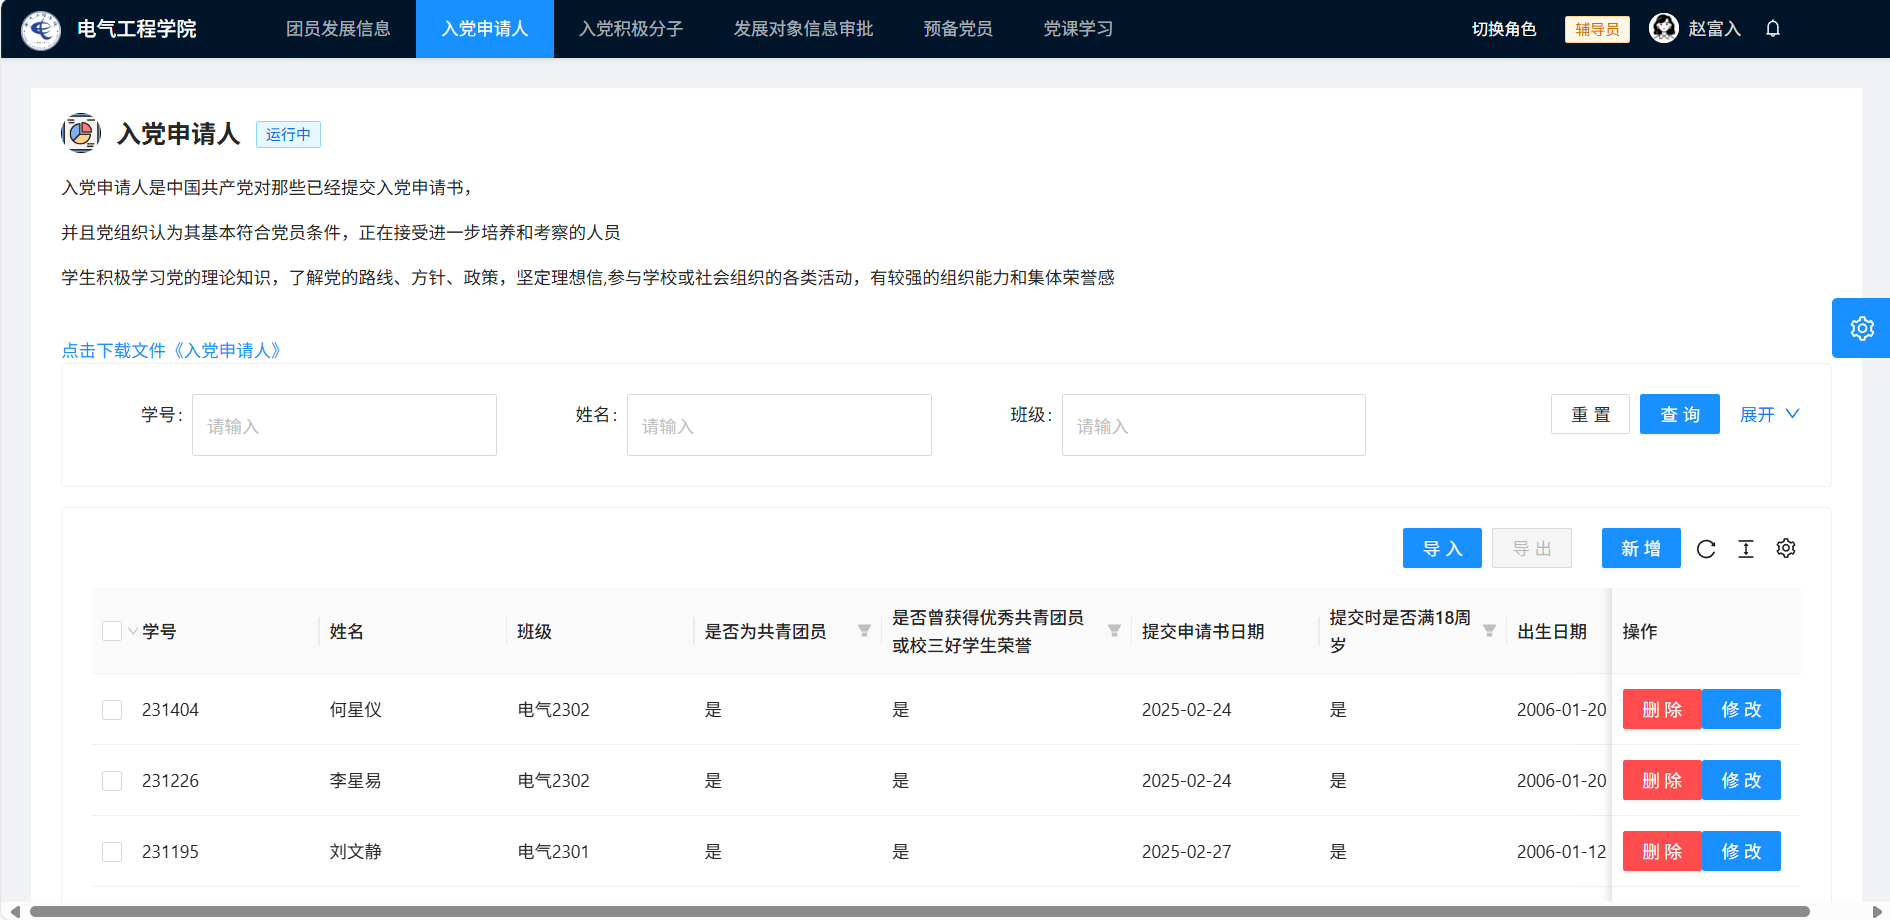 电气工程学院 团员发展信息 入党申请人 入党积极分子 发展对象信息审批 预备党员 党课学习 切换角色 辅导员 赵富入
入党申请人 运行中
入党申请人是中国共产党对那些已经提交入党申请书，
并且党组织认为其基本符合党员条件，正在接受进一步培养和考察的人员
学生积极学习党的理论知识，了解党的路线、方针、政策，坚定理想信,参与学校或社会组织的各类活动，有较强的组织能力和集体荣誉感
点击下载文件《入党申请人》
学号: 请输入 姓名: 请输入 班级: 请输入 重 置 查 询 展开
导 入 导 出 新 增
学号 姓名 班级 是否为共青团员 是否曾获得优秀共青团员 提交申请书日期 提交时是否满18周 出生日期 操作
或校三好学生荣誉 岁
231404 何星仪 电气2302 是 是 2025-02-24 是 2006-01-20 删 除 修 改
231226 李星易 电气2302 是 是 2025-02-24 是 2006-01-20 删 除 修 改
231195 刘文静 电气2301 是 是 2025-02-27 是 2006-01-12 删 除 修 改